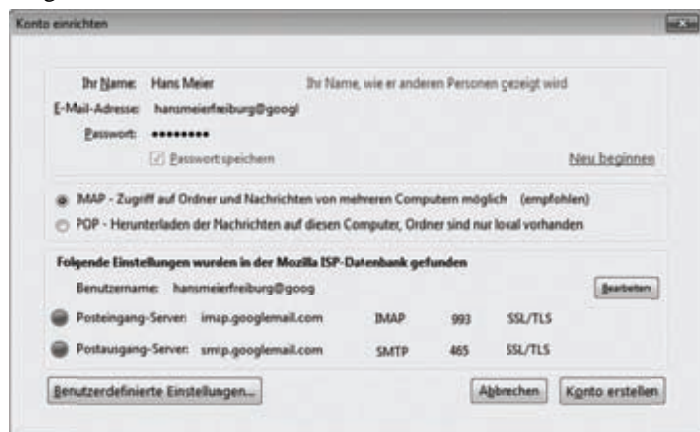 Konto einrichten
Ihr Name: Hans Meier Ihr Name, wie er anderen Personen gezeigt wird
E-Mail-Adresse: hansmeierfreiburg@googl
Passwort: ••••••••
Passwort speichern Neu beginnen
IMAP - Zugriff auf Ordner und Nachrichten von mehreren Computern möglich (empfohlen)
POP - Herunterladen der Nachrichten auf diesen Computer, Ordner sind nur local vorhanden
Folgende Einstellungen wurden in der Mozilla ISP-Datenbank gefunden
Benutzername: hansmeierfreiburg@goog Bearbeiten
Posteingang-Server: imap.googlemail.com IMAP 993 SSL/TLS
Postausgang-Server: smtp.googlemail.com SMTP 465 SSL/TLS
Benutzerdefinierte Einstellungen... Abbrechen Konto erstellen